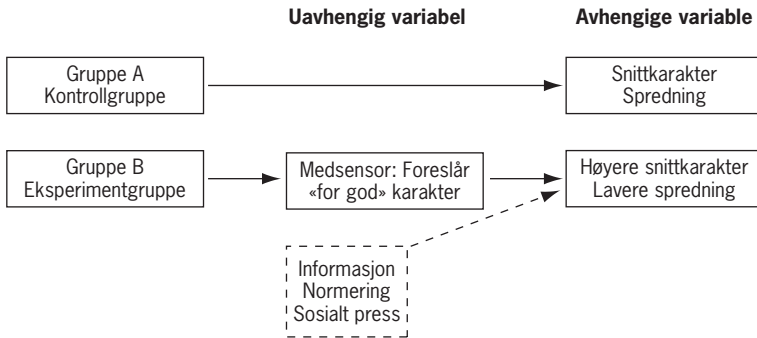 Uavhengig variabel
Avhengige variable
Gruppe A
Kontrollgruppe
Snittkarakter
Spredning
Gruppe B
Eksperimentgruppe
Medsensor: Foreslår
«for god» karakter
Høyere snittkarakter
Lavere spredning
Informasjon
Normering
Sosialt press